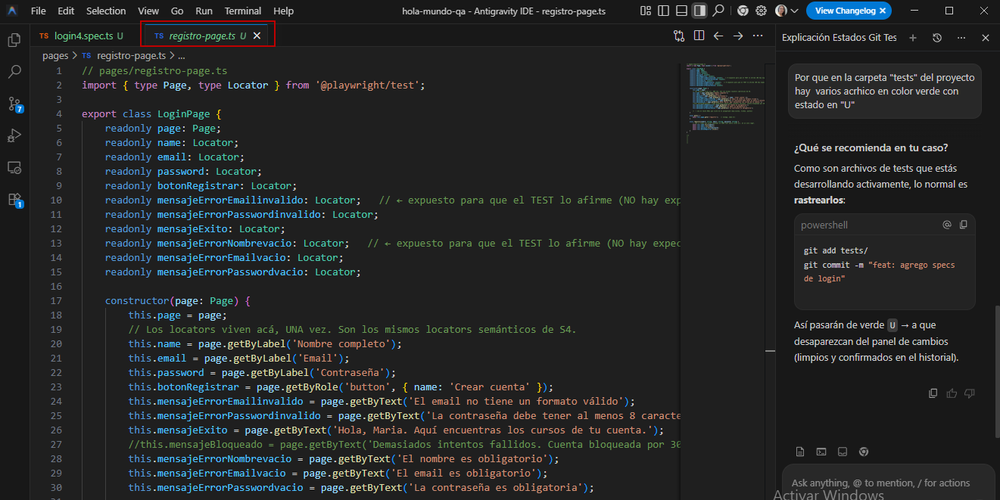 File Edit Selection View Go Run Terminal Help
hola-mundo-qa - Antigravity IDE - registro-page.ts
View Changelog
TS login4.spec.ts U
TS registro-page.ts U
pages > TS registro-page.ts > ...
1 // pages/registro-page.ts
2 import { type Page, type Locator } from '@playwright/test';
3
4 export class LoginPage {
5 readonly page: Page;
6 readonly name: Locator;
7 readonly email: Locator;
8 readonly password: Locator;
9 readonly botonRegistrar: Locator;
10 readonly mensajeErrorEmailinvalido: Locator; // ← expuesto para que el TEST lo afirme (NO hay exp
11 readonly mensajeErrorPasswordinvalido: Locator;
12 readonly mensajeExito: Locator;
13 readonly mensajeErrorNombrevacio: Locator; // ← expuesto para que el TEST lo afirme (NO hay expec
14 readonly mensajeErrorEmailvacio: Locator;
15 readonly mensajeErrorPasswordvacio: Locator;
16
17 constructor(page: Page) {
18 this.page = page;
19 // Los locators viven acá, UNA vez. Son los mismos locators semánticos de S4.
20 this.name = page.getByLabel('Nombre completo');
21 this.email = page.getByLabel('Email');
22 this.password = page.getByLabel('Contraseña');
23 this.botonRegistrar = page.getByRole('button', { name: 'Crear cuenta' });
24 this.mensajeErrorEmailinvalido = page.getByText('El email no tiene un formato válido');
25 this.mensajeErrorPasswordinvalido = page.getByText('La contraseña debe tener al menos 8 caracte
26 this.mensajeExito = page.getByText('Hola, Maria. Aquí encuentras los cursos de tu cuenta.');
27 //this.mensajeBloqueado = page.getByText('Demasiados intentos fallidos. Cuenta bloqueada por 30
28 this.mensajeErrorNombrevacio = page.getByText('El nombre es obligatorio');
29 this.mensajeErrorEmailvacio = page.getByText('El email es obligatorio');
30 this.mensajeErrorPasswordvacio = page.getByText('La contraseña es obligatoria');
7
1
Explicación Estados Git Tes
Por que en la carpeta "tests" del proyecto
hay varios acrhico en color verde con
estado en "U"
¿Qué se recomienda en tu caso?
Como son archivos de tests que estás
desarrollando activamente, lo normal es
rastrearlos:
powershell
git add tests/
git commit -m "feat: agrego specs
de login"
Así pasarán de verde U → a que
desaparezcan del panel de cambios
(limpios y confirmados en el historial).
Ask anything, @ to mention, / for actions
Activar Windows